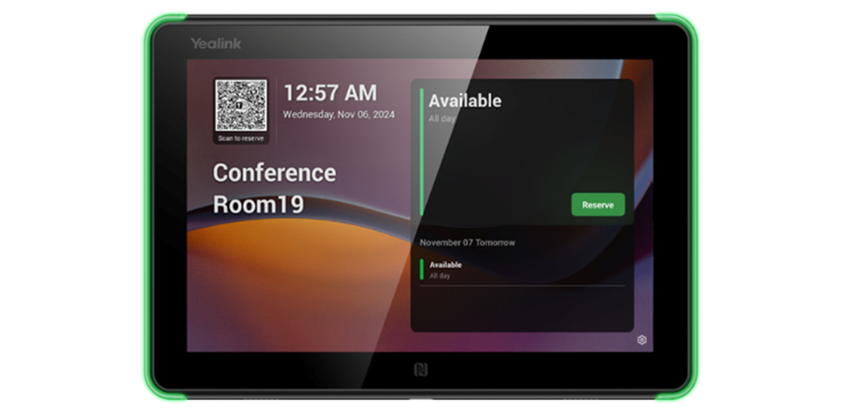 Yealink
Scan to reserve
12:57 AM
Wednesday, Nov 06, 2024
Conference
Room19
Available
All day
Reserve
November 07 Tomorrow
Available
All day